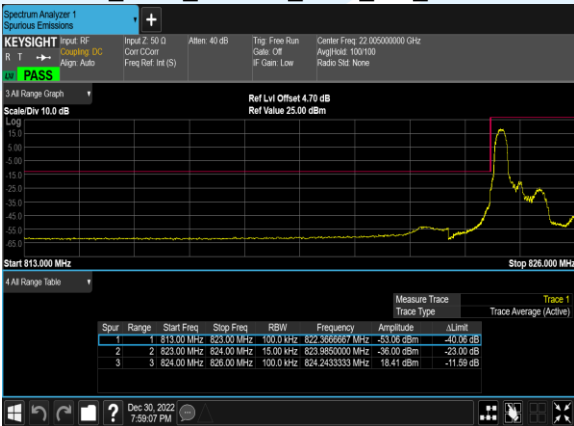 Spectrum Analyzer 1
Spurious Emissions
+
KEYSIGHT Input: RF Input Z: 50 Ω Atten: 40 dB Trig: Free Run Center Freq: 22.005000000 GHz
R T Coupling: DC Corr CCorr Gate: Off Avg|Hold: 100/100
Align: Auto Freq Ref: Int (S) IF Gain: Low Radio Std: None
PASS
3 All Range Graph
Ref Lvl Offset 4.70 dB
Scale/Div 10.0 dB Ref Value 25.00 dBm
Log
15.0
5.00
-5.00
-15.0
-25.0
-35.0
-45.0
-55.0
-65.0
Start 813.000 MHz Stop 826.000 MHz
4 All Range Table
Measure Trace Trace 1
Trace Type Trace Average (Active)
Spur Range Start Freq Stop Freq RBW Frequency Amplitude ΔLimit
1 1 813.00 MHz 823.00 MHz 100.0 kHz 822.3666667 MHz -53.06 dBm -40.06 dB
2 2 823.00 MHz 824.00 MHz 15.00 kHz 823.9850000 MHz -36.00 dBm -23.00 dB
3 3 824.00 MHz 826.00 MHz 100.0 kHz 824.2433333 MHz 18.41 dBm -11.59 dB
? Dec 30, 2022
7:59:07 PM